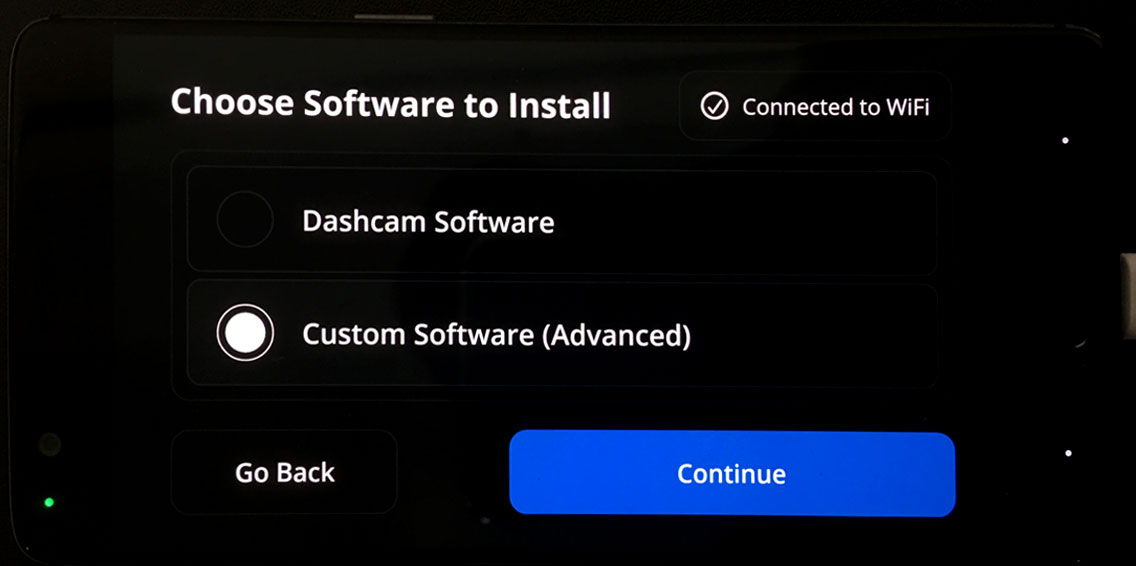 Choose Software to Install
Connected to WiFi
Dashcam Software
Custom Software (Advanced)
Go Back
Continue